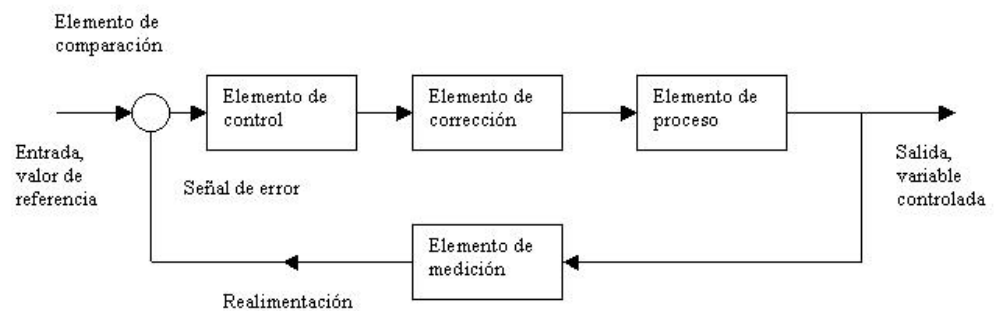 Elemento de
comparación
Elemento de
control
Elemento de
corrección
Elemento de
proceso
Entrada,
valor de
referencia
Señal de error
Salida,
variable
controlada
Elemento de
medición
Realimentación